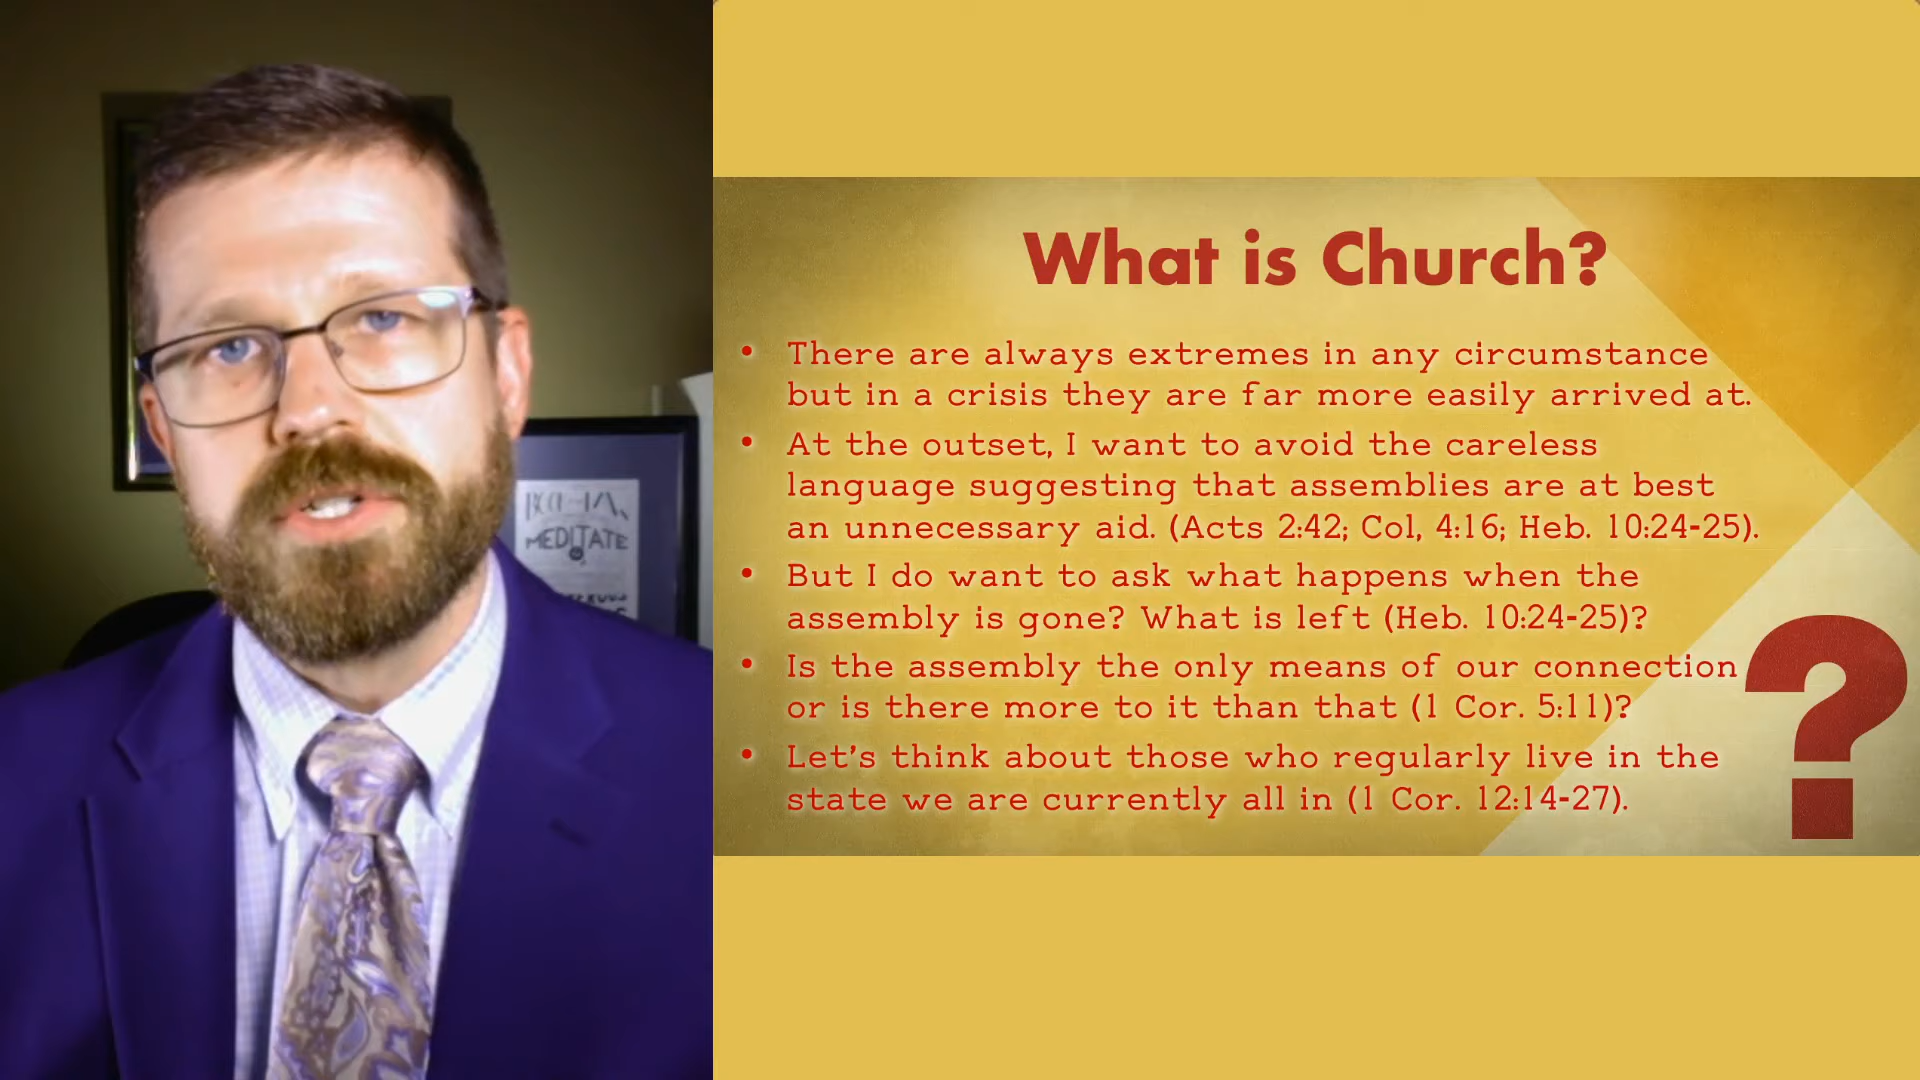 MEDITATE
What is Church?
• There are always extremes in any circumstance
but in a crisis they are far more easily arrived at.
• At the outset, I want to avoid the careless
language suggesting that assemblies are at best
an unnecessary aid. (Acts 2:42; Col, 4:16; Heb. 10:24-25).
• But I do want to ask what happens when the
assembly is gone? What is left (Heb. 10:24-25)?
• Is the assembly the only means of our connection
or is there more to it than that (1 Cor. 5:11)?
• Let's think about those who regularly live in the
state we are currently all in (1 Cor. 12:14-27).
?